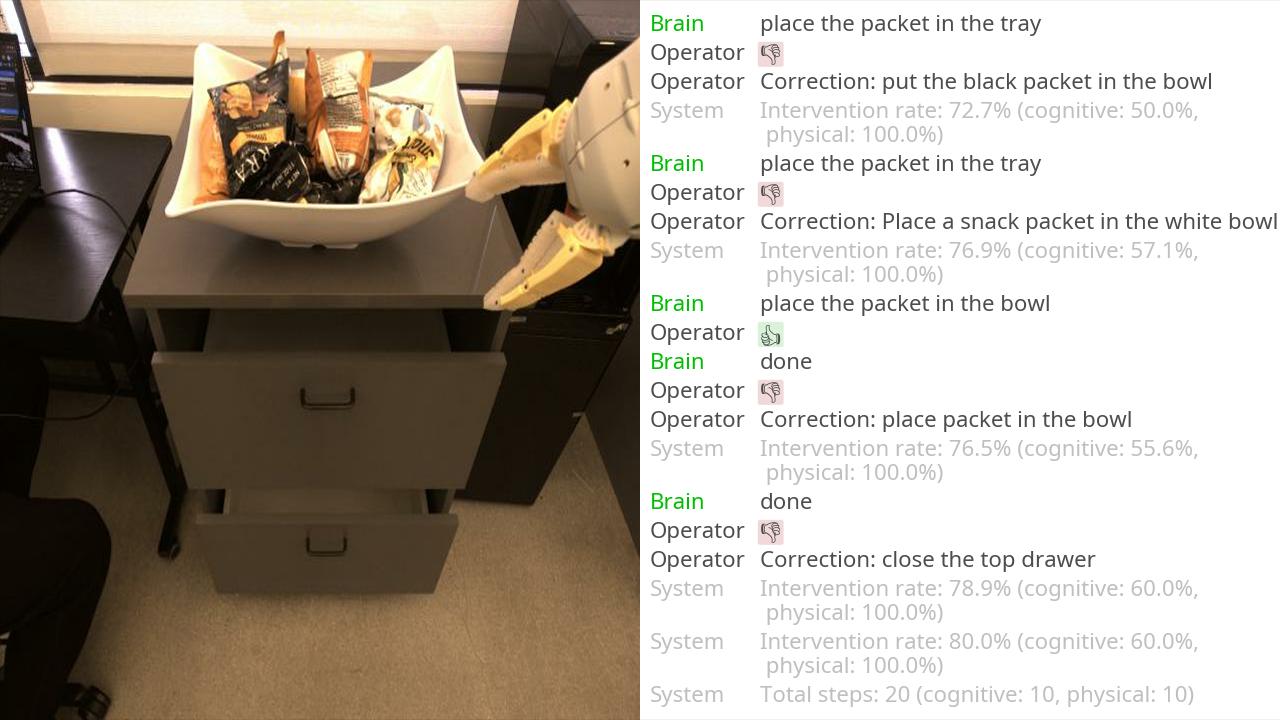 Brain place the packet in the tray
Operator 👎
Operator Correction: put the black packet in the bowl
System Intervention rate: 72.7% (cognitive: 50.0%,
physical: 100.0%)
Brain place the packet in the tray
Operator 👎
Operator Correction: Place a snack packet in the white bowl
System Intervention rate: 76.9% (cognitive: 57.1%,
physical: 100.0%)
Brain place the packet in the bowl
Operator 👍
Brain done
Operator 👎
Operator Correction: place packet in the bowl
System Intervention rate: 76.5% (cognitive: 55.6%,
physical: 100.0%)
Brain done
Operator 👎
Operator Correction: close the top drawer
System Intervention rate: 78.9% (cognitive: 60.0%,
physical: 100.0%)
System Intervention rate: 80.0% (cognitive: 60.0%,
physical: 100.0%)
System Total steps: 20 (cognitive: 10, physical: 10)